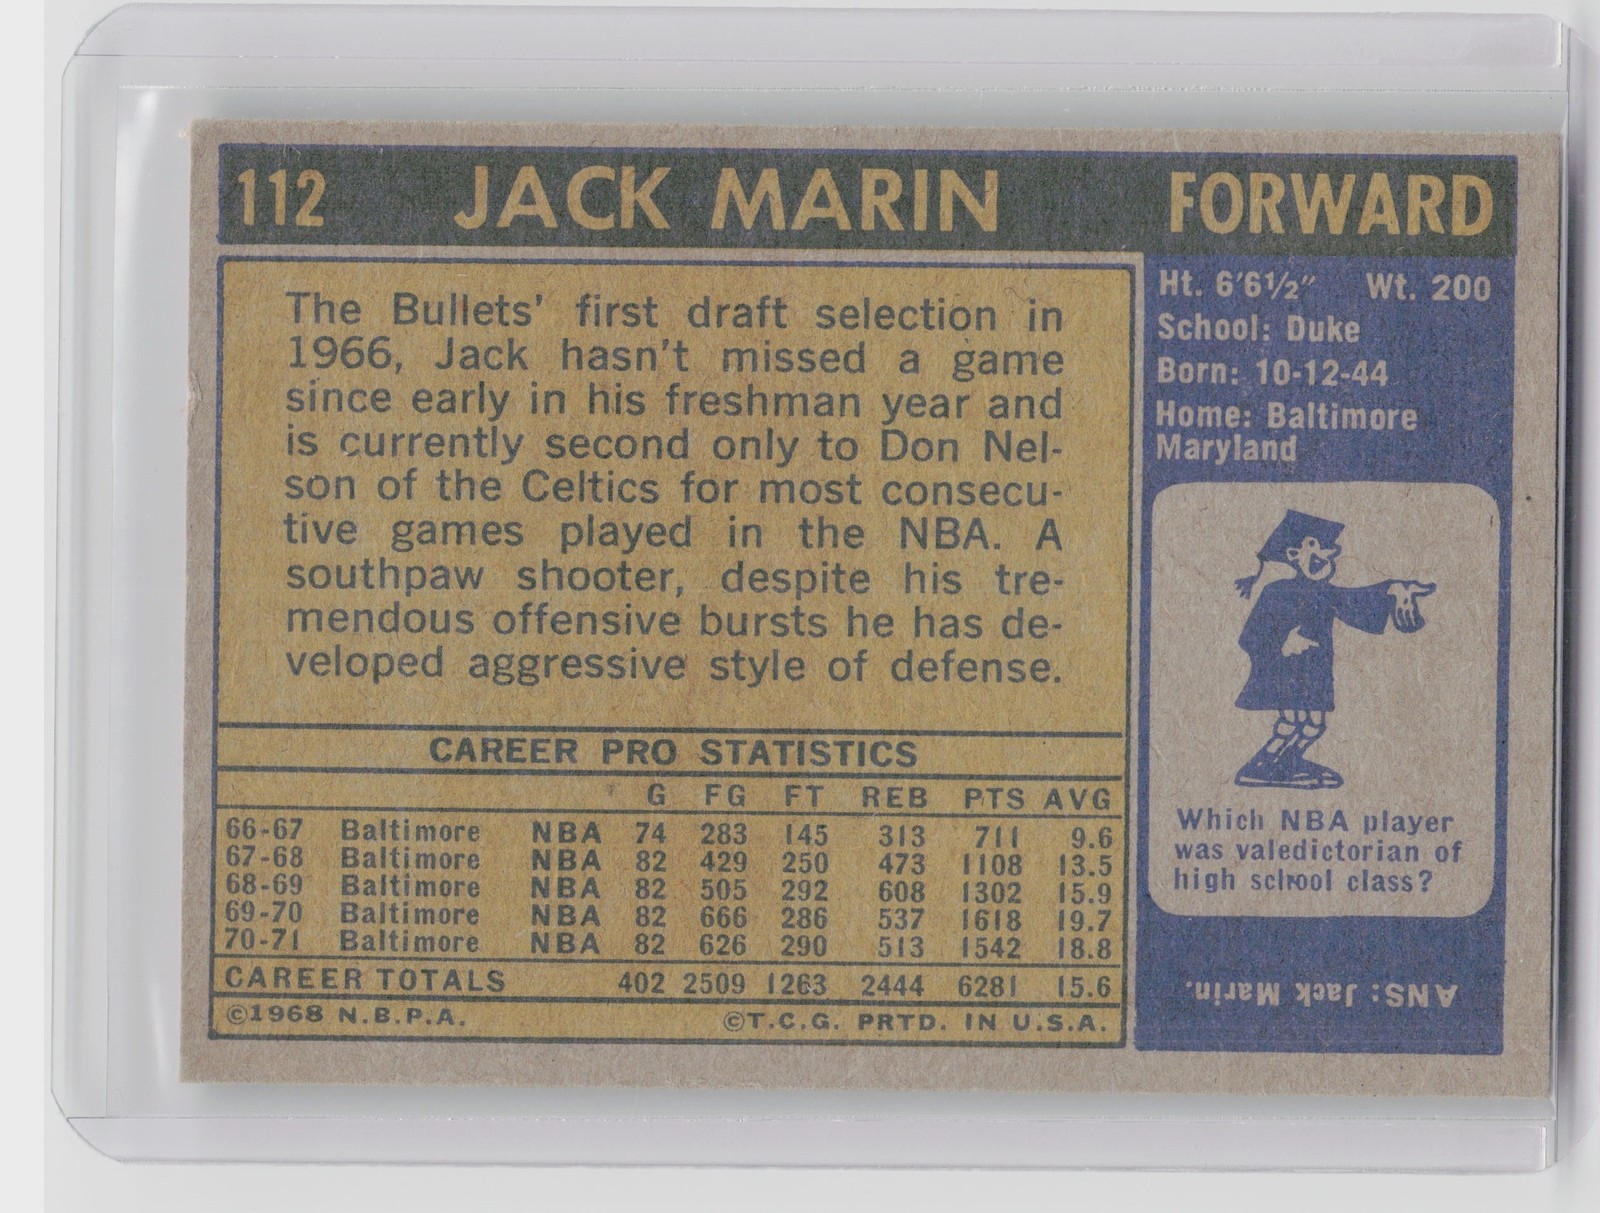 112 JACK MARIN FORWARD
The Bullets' first draft selection in
1966, Jack hasn't missed a game
since early in his freshman year and
is currently second only to Don Nel-
son of the Celtics for most consecu-
tive games played in the NBA. A
southpaw shooter, despite his tre-
mendous offensive bursts he has de-
veloped aggressive style of defense.
CAREER PRO STATISTICS
G FG FT REB PTS AVG
66-67 Baltimore NBA 74 283 145 313 711 9.6
67-68 Baltimore NBA 82 429 250 473 1108 13.5
68-69 Baltimore NBA 82 505 292 608 1302 15.9
69-70 Baltimore NBA 82 666 286 537 1618 19.7
70-71 Baltimore NBA 82 626 290 513 1542 18.8
CAREER TOTALS 402 2509 1263 2444 6281 15.6
©1968 N.B.P.A. ©T.C.G. PRTD. IN U.S.A.
Ht. 6'6½" Wt. 200
School: Duke
Born: 10-12-44
Home: Baltimore
Maryland
Which NBA player
was valedictorian of
high school class?
ANS: Jack Marin.